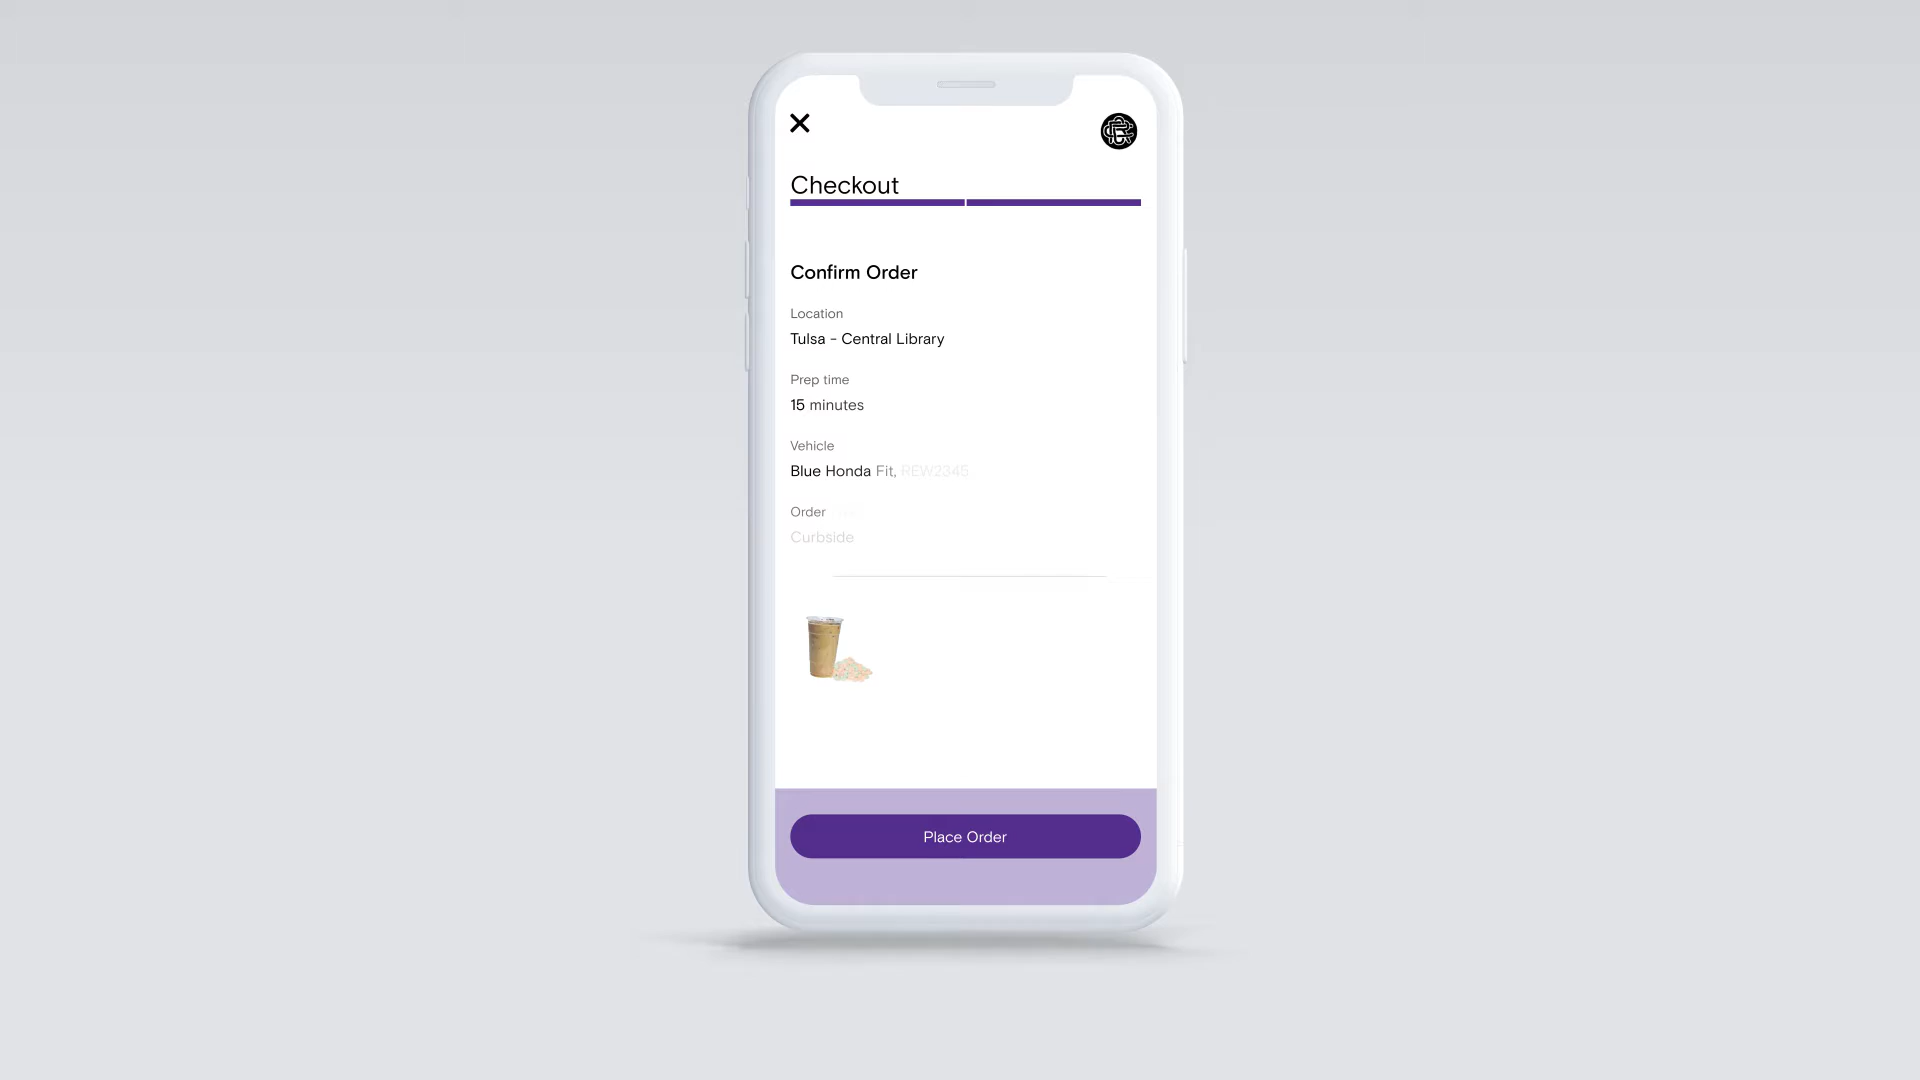 Checkout
Confirm Order
Location
Tulsa - Central Library
Prep time
15 minutes
Vehicle
Blue Honda Fit, REW2345
Order
Curbside
Place Order